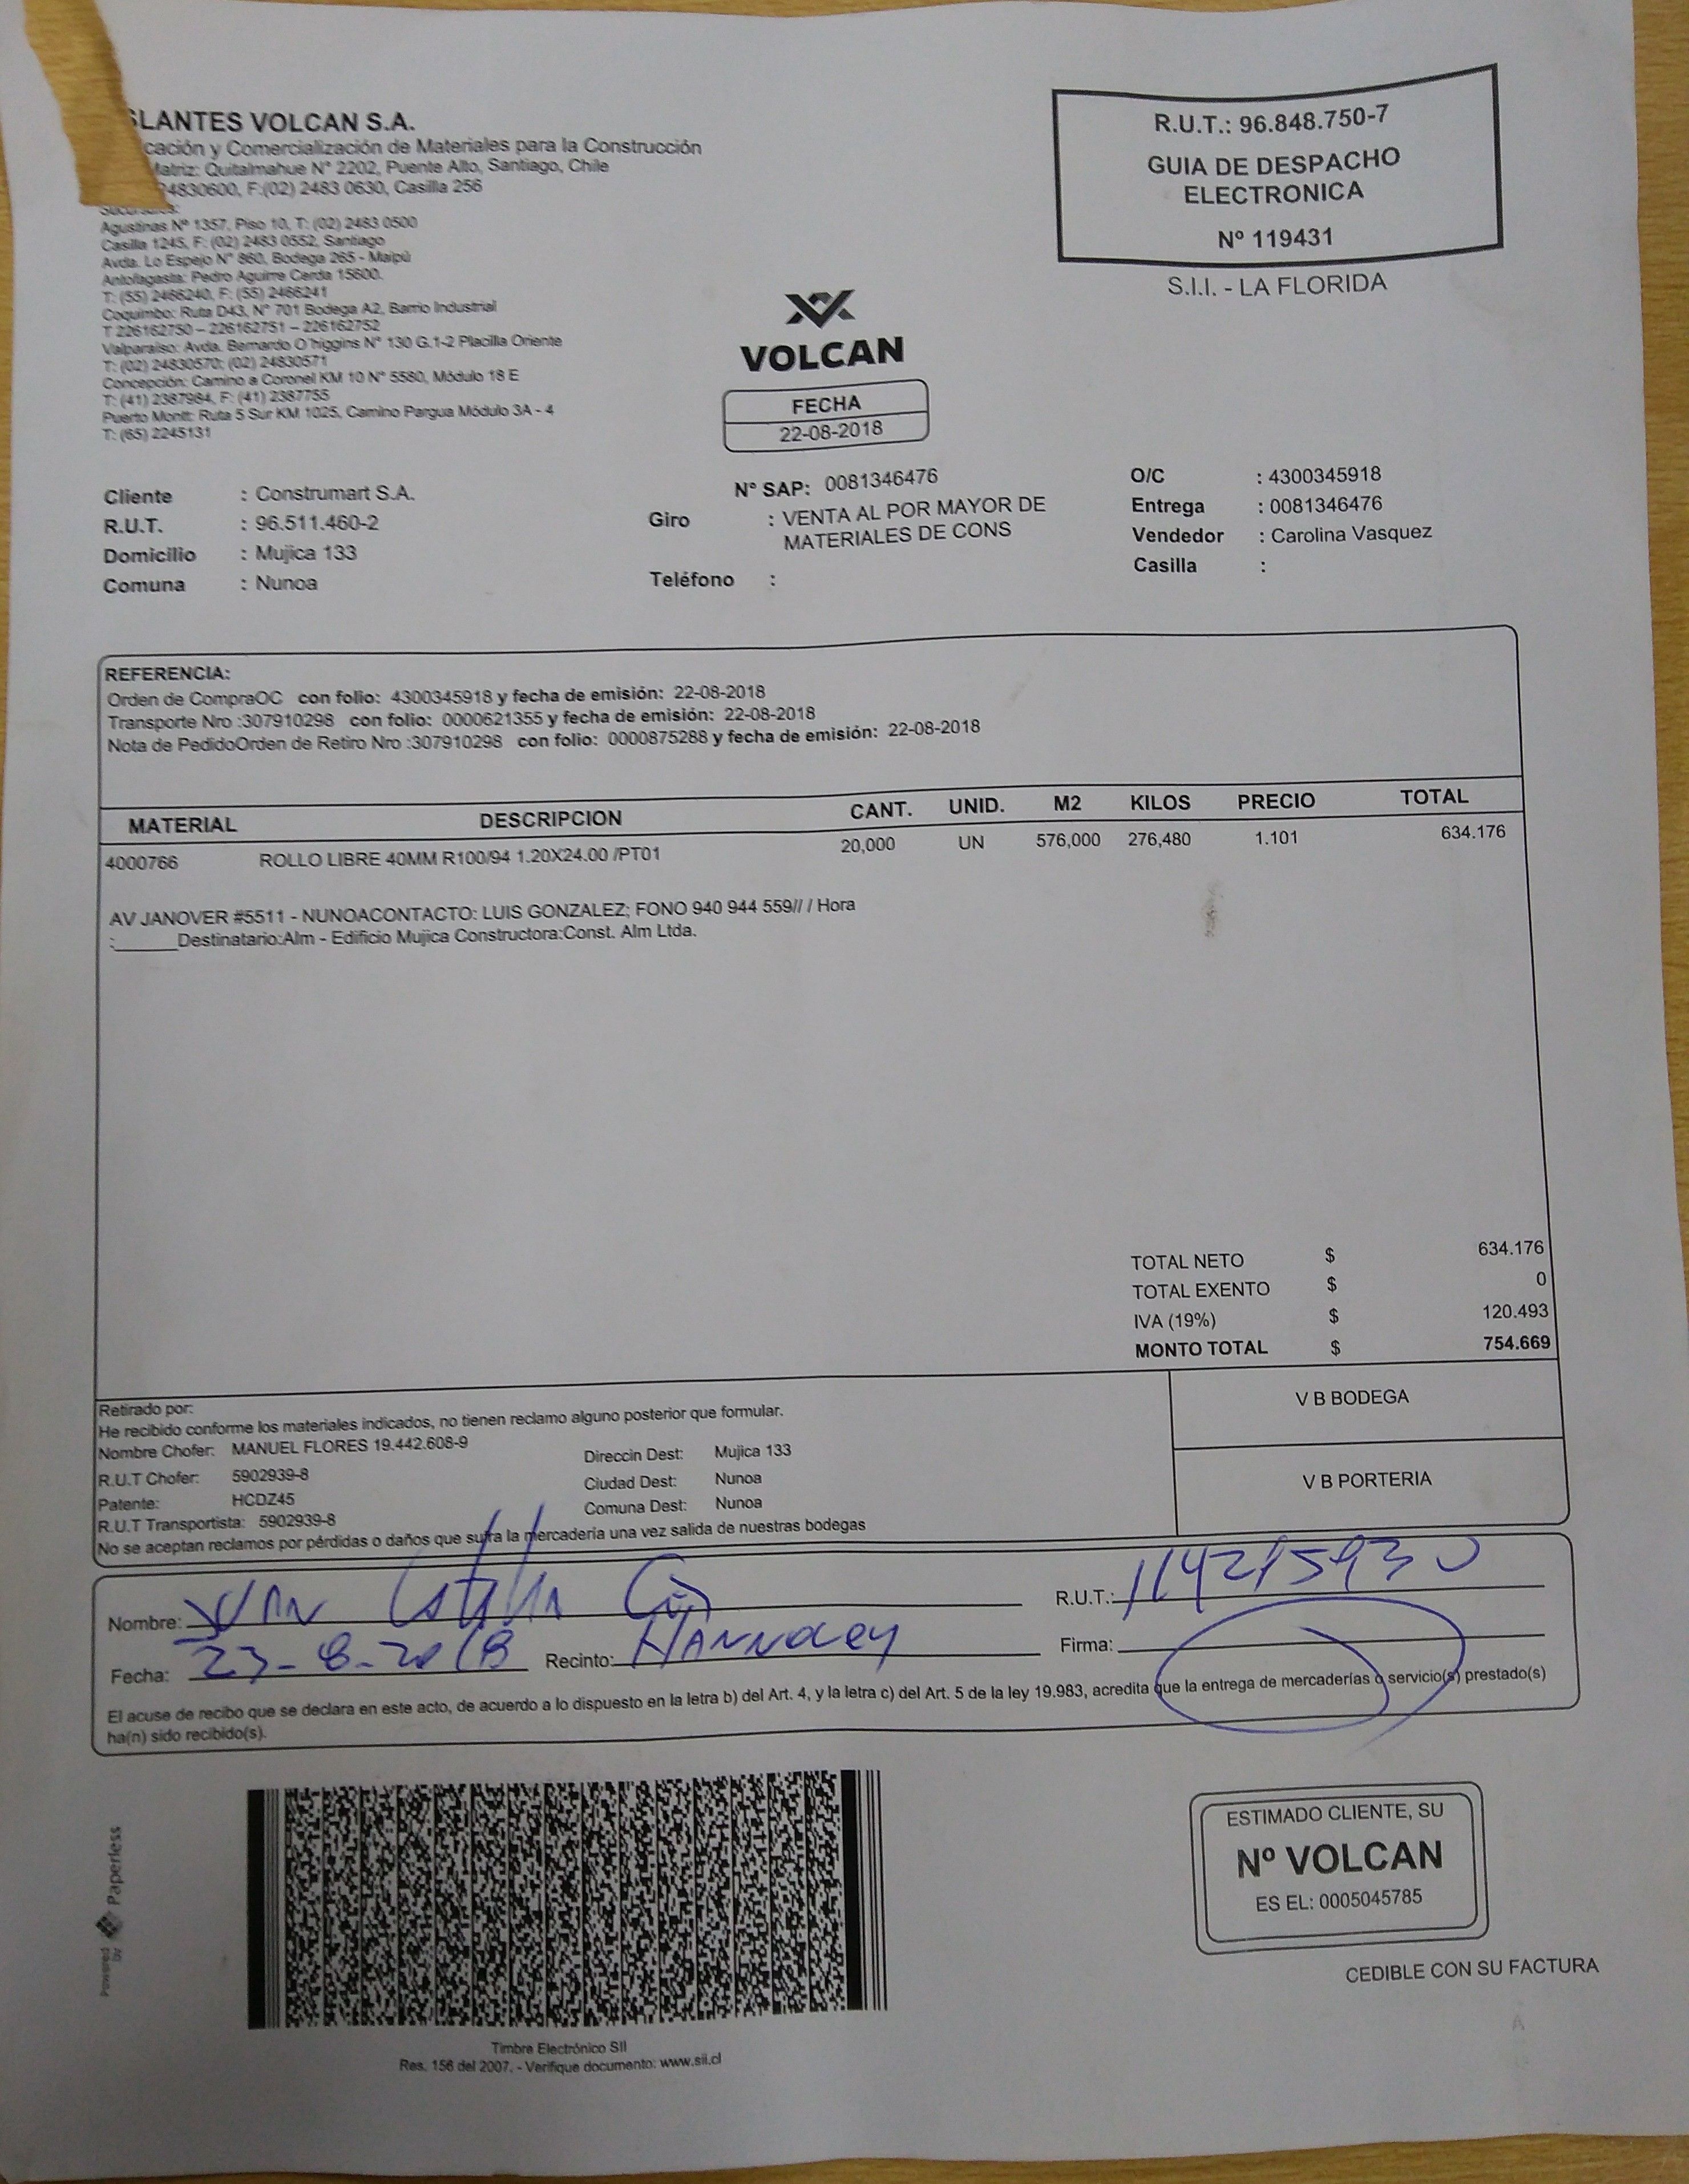 SLANTES VOLCAN S.A.
cación y Comercialización de Materiales para la Construcción
Matriz: Quitalmahue N° 2202, Puente Alto, Santiago, Chile
24830600, F:(02) 2483 0630, Casilla 256
Sucursales:
Agustinas Nº 1357, Piso 10, T: (02) 2483 0500
Casilla 1245, F: (02) 2483 0552, Santiago
Avda. Lo Espejo N° 860, Bodega 265 - Maipú
Antofagasta: Pedro Aguirre Cerda 15600.
T: (55) 2466240, F: (55) 2466241
Coquimbo: Ruta D43, N° 701 Bodega A2, Barrio Industrial
T 226162750 – 226162751 – 226162752
Valparaíso: Avda. Bernardo O'higgins N° 130 G.1-2 Placilla Oriente
T: (02) 24830570; (02) 24830571
Concepción: Camino a Coronel KM 10 N° 5580, Módulo 18 E
T: (41) 2387984, F: (41) 2387755
Puerto Montt: Ruta 5 Sur KM 1025, Camino Pargua Módulo 3A - 4
T: (65) 2245131
R.U.T.: 96.848.750-7
GUIA DE DESPACHO
ELECTRONICA
Nº 119431
S.I.I. - LA FLORIDA
VOLCAN
FECHA
22-08-2018
Cliente : Construmart S.A.
R.U.T. : 96.511.460-2
Domicilio : Mujica 133
Comuna : Nunoa
N° SAP: 0081346476
Giro : VENTA AL POR MAYOR DE
MATERIALES DE CONS
Teléfono :
O/C : 4300345918
Entrega : 0081346476
Vendedor : Carolina Vasquez
Casilla :
REFERENCIA:
Orden de CompraOC con folio: 4300345918 y fecha de emisión: 22-08-2018
Transporte Nro :307910298 con folio: 0000621355 y fecha de emisión: 22-08-2018
Nota de PedidoOrden de Retiro Nro :307910298 con folio: 0000875288 y fecha de emisión: 22-08-2018
MATERIAL DESCRIPCION CANT. UNID. M2 KILOS PRECIO TOTAL
4000766 ROLLO LIBRE 40MM R100/94 1.20X24.00 /PT01 20,000 UN 576,000 276,480 1.101 634.176
AV JANOVER #5511 - NUNOACONTACTO: LUIS GONZALEZ; FONO 940 944 559// / Hora
:______Destinatario:Alm - Edificio Mujica Constructora:Const. Alm Ltda.
TOTAL NETO $ 634.176
TOTAL EXENTO $ 0
IVA (19%) $ 120.493
MONTO TOTAL $ 754.669
Retirado por:
He recibido conforme los materiales indicados, no tienen reclamo alguno posterior que formular.
Nombre Chofer: MANUEL FLORES 19.442.608-9
R.U.T Chofer: 5902939-8
Patente: HCDZ45
R.U.T Transportista: 5902939-8
Direccin Dest: Mujica 133
Ciudad Dest: Nunoa
Comuna Dest: Nunoa
No se aceptan reclamos por pérdidas o daños que sufra la mercadería una vez salida de nuestras bodegas
V B BODEGA
V B PORTERIA
Nombre:
R.U.T.:
Fecha: 23-8-2018 Recinto:
Firma:
El acuse de recibo que se declara en este acto, de acuerdo a lo dispuesto en la letra b) del Art. 4, y la letra c) del Art. 5 de la ley 19.983, acredita que la entrega de mercaderías o servicio(s) prestado(s)
ha(n) sido recibido(s).
Powered by Paperless
Timbre Electrónico SII
Res. 156 del 2007. - Verifique documento: www.sii.cl
ESTIMADO CLIENTE, SU
Nº VOLCAN
ES EL: 0005045785
CEDIBLE CON SU FACTURA